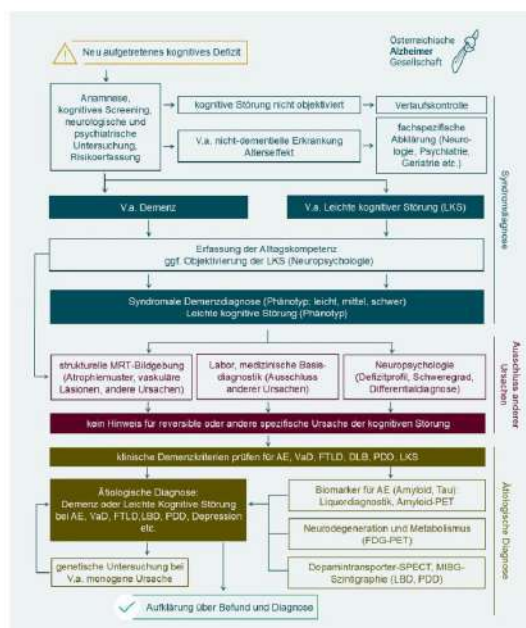 Neu aufgetretenes kognitives Defizit
Österreichische
Alzheimer
Gesellschaft
Anamnese,
kognitives Screening,
neurologische und
psychiatrische
Untersuchung,
Risikoerfassung
kognitive Störung nicht objektiviert
Verlaufskontrolle
V.a. nicht-dementielle Erkrankung
Alterseffekt
fachspezifische
Abklärung (Neuro-
logie, Psychiatrie,
Geriatrie etc.)
V.a. Demenz
V.a. Leichte kognitiver Störung (LKS)
Erfassung der Alltagskompetenz
ggf. Objektivierung der LKS (Neuropsychologie)
Syndromale Demenzdiagnose (Phänotyp: leicht, mittel, schwer)
Leichte kognitive Störung (Phänotyp)
Syndromdiagnose
strukturelle MRT-Bildgebung
(Atrophiemuster, vaskuläre
Läsionen, andere Ursachen)
Labor, medizinische Basis-
diagnostik (Ausschluss
anderer Ursachen)
Neuropsychologie
(Defizitprofil, Schweregrad,
Differentialdiagnose)
kein Hinweis für reversible oder andere spezifische Ursache der kognitiven Störung
Ausschluss anderer
Ursachen
klinische Demenzkriterien prüfen für AE, VaD, FTLD, DLB, PDD, LKS
Ätiologische Diagnose:
Demenz oder Leichte Kognitive Störung
bei AE, VaD, FTLD,LBD, PDD, Depression
etc.
Biomarker für AE (Amyloid, Tau):
Liquordiagnostik, Amyloid-PET
Neurodegeneration und Metabolismus
(FDG-PET)
genetische Untersuchung bei
V.a. monogene Ursache
Dopamintransporter-SPECT, MIBG-
Szintigraphie (LBD, PDD)
Ätiologische Diagnose
Aufklärung über Befund und Diagnose